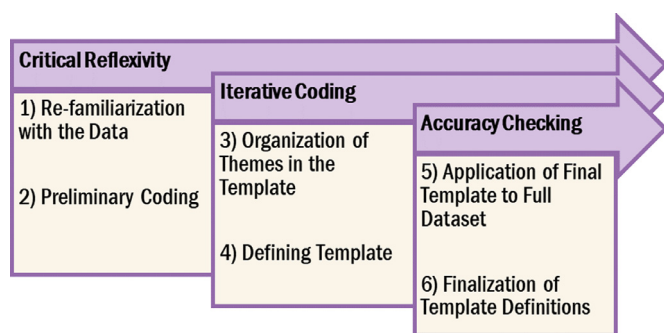 Critical Reflexivity
1) Re-familiarization
with the Data
2) Preliminary Coding
Iterative Coding
3) Organization of
Themes in the
Template
4) Defining Template
Accuracy Checking
5) Application of Final
Template to Full
Dataset
6) Finalization of
Template Definitions